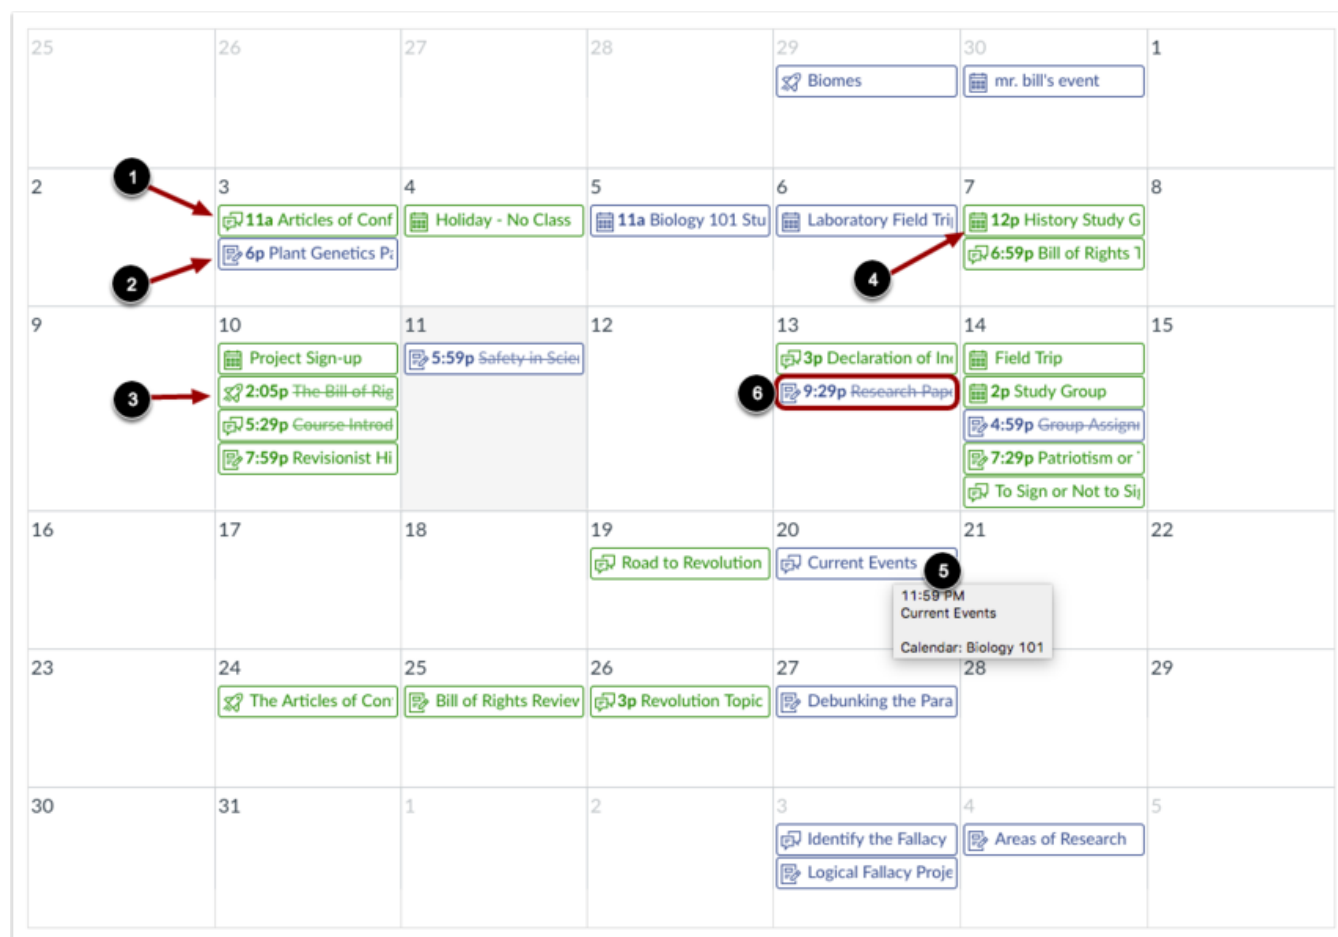 25 26 27 28 29 30 1
Biomes
mr. bill's event
1
2 3 4 5 6 7 8
11a Articles of Conf
Holiday - No Class
11a Biology 101 Stu
Laboratory Field Tri
12p History Study G
6p Plant Genetics Pa
6:59p Bill of Rights T
2
4
9 10 11 12 13 14 15
Project Sign-up
5:59p Safety in Scien
3p Declaration of In
Field Trip
3
2:05p The Bill of Rig
6
9:29p Research Pap
2p Study Group
5:29p Course Introd
4:59p Group Assign
7:59p Revisionist Hi
7:29p Patriotism or
To Sign or Not to Si
16 17 18 19 20 21 22
Road to Revolution
Current Events
5
11:59 PM
Current Events
Calendar: Biology 101
23 24 25 26 27 28 29
The Articles of Con
Bill of Rights Review
3p Revolution Topic
Debunking the Para
30 31 1 2 3 4 5
Identify the Fallacy
Areas of Research
Logical Fallacy Proje